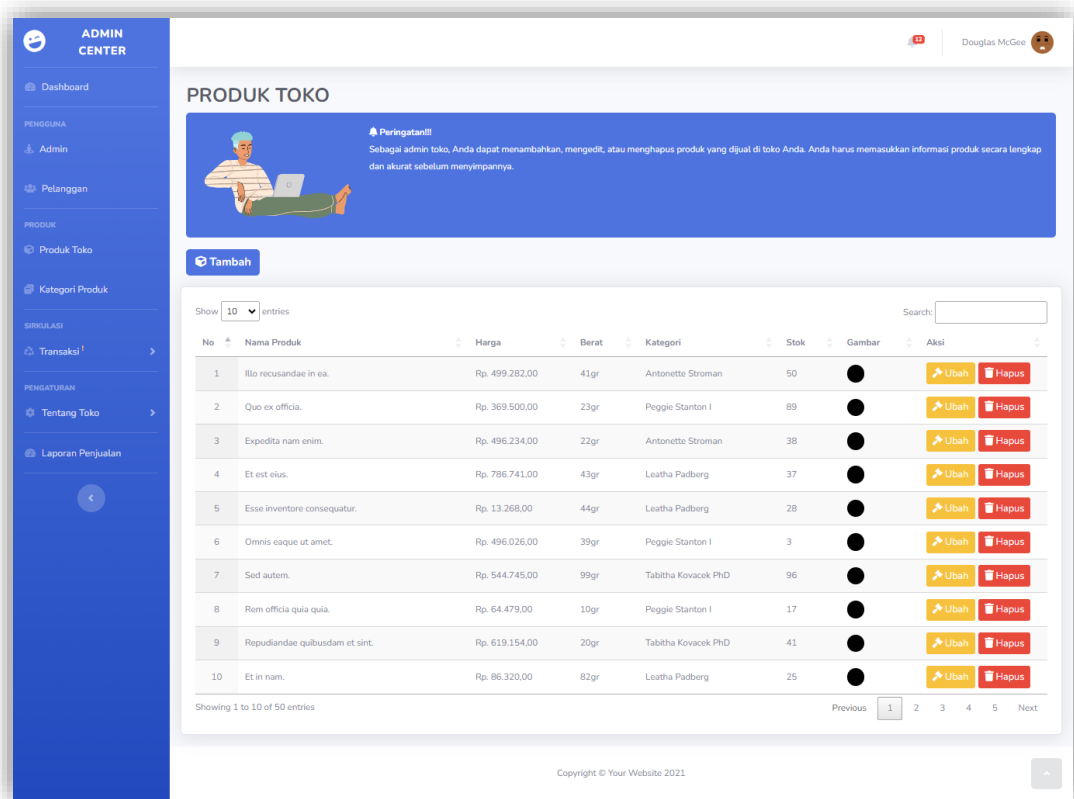 ADMIN
CENTER
12
Douglas McGee
Dashboard
PENGGUNA
Admin
Pelanggan
PRODUK
Produk Toko
Kategori Produk
SIRKULASI
Transaksi !
PENGATURAN
Tentang Toko
Laporan Penjualan
PRODUK TOKO
Peringatan!!!
Sebagai admin toko, Anda dapat menambahkan, mengedit, atau menghapus produk yang dijual di toko Anda. Anda harus memasukkan informasi produk secara lengkap
dan akurat sebelum menyimpannya.
Tambah
Show 10 entries
Search:
No Nama Produk Harga Berat Kategori Stok Gambar Aksi
1 Illo recusandae in ea. Rp. 499.282,00 41gr Antonette Stroman 50 Ubah Hapus
2 Quo ex officia. Rp. 369.500,00 23gr Peggie Stanton I 89 Ubah Hapus
3 Expedita nam enim. Rp. 496.234,00 22gr Antonette Stroman 38 Ubah Hapus
4 Et est eius. Rp. 786.741,00 43gr Leatha Padberg 37 Ubah Hapus
5 Esse inventore consequatur. Rp. 13.268,00 44gr Leatha Padberg 28 Ubah Hapus
6 Omnis eaque ut amet. Rp. 496.026,00 39gr Peggie Stanton I 3 Ubah Hapus
7 Sed autem. Rp. 544.745,00 99gr Tabitha Kovacek PhD 96 Ubah Hapus
8 Rem officia quia quia. Rp. 64.479,00 10gr Peggie Stanton I 17 Ubah Hapus
9 Repudiandae quibusdam et sint. Rp. 619.154,00 20gr Tabitha Kovacek PhD 41 Ubah Hapus
10 Et in nam. Rp. 86.320,00 82gr Leatha Padberg 25 Ubah Hapus
Showing 1 to 10 of 50 entries
Previous 1 2 3 4 5 Next
Copyright © Your Website 2021